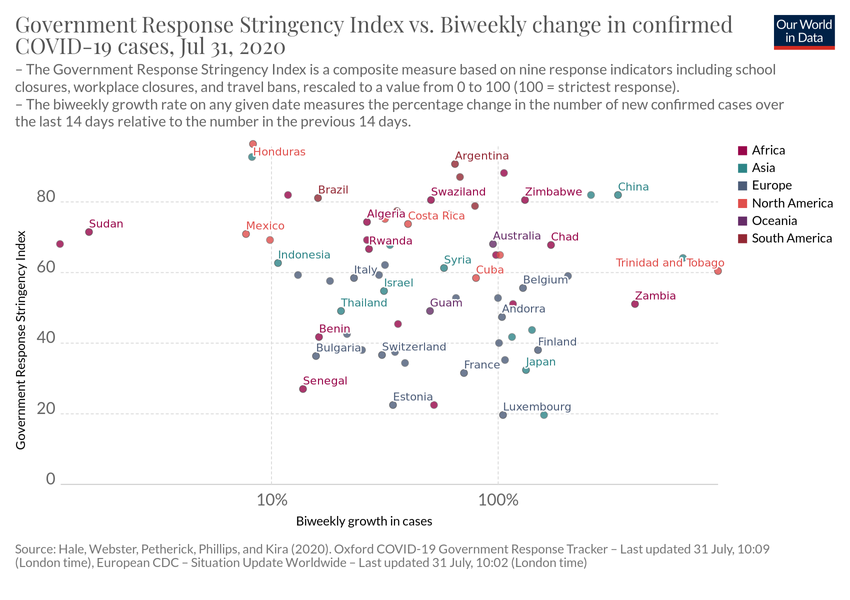 Government Response Stringency Index vs. Biweekly change in confirmed
COVID-19 cases, Jul 31, 2020
Our World
in Data
– The Government Response Stringency Index is a composite measure based on nine response indicators including school
closures, workplace closures, and travel bans, rescaled to a value from 0 to 100 (100 = strictest response).
– The biweekly growth rate on any given date measures the percentage change in the number of new confirmed cases over
the last 14 days relative to the number in the previous 14 days.
Africa
Asia
Europe
North America
Oceania
South America
Government Response Stringency Index
80
60
40
20
0
Honduras
Argentina
Brazil
Swaziland
Zimbabwe
China
Sudan
Algeria
Costa Rica
Mexico
Rwanda
Australia
Chad
Indonesia
Syria
Trinidad and Tobago
Italy
Cuba
Israel
Belgium
Thailand
Guam
Zambia
Andorra
Benin
Bulgaria
Switzerland
Finland
France
Japan
Senegal
Estonia
Luxembourg
10%
100%
Biweekly growth in cases
Source: Hale, Webster, Petherick, Phillips, and Kira (2020). Oxford COVID-19 Government Response Tracker – Last updated 31 July, 10:09
(London time), European CDC – Situation Update Worldwide – Last updated 31 July, 10:02 (London time)